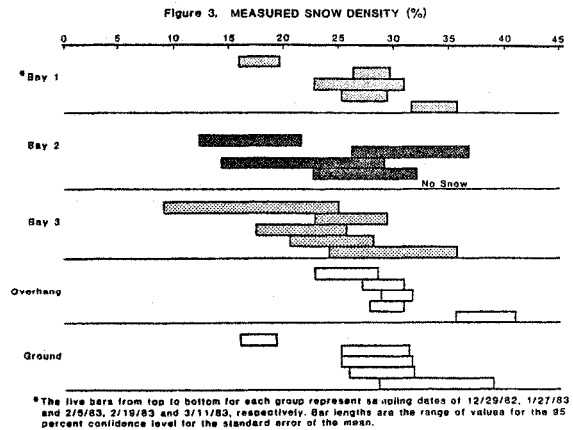 Figure 3. MEASURED SNOW DENSITY (%)
0 5 10 15 20 25 30 35 40 45
*Bay 1
Bay 2
No Snow
Bay 3
Overhang
Ground
*The five bars from top to bottom for each group represent sampling dates of 12/29/82, 1/27/83
and 2/5/83, 2/19/83 and 3/11/83, respectively. Bar lengths are the range of values for the 95
percent confidence level for the standard error of the mean.